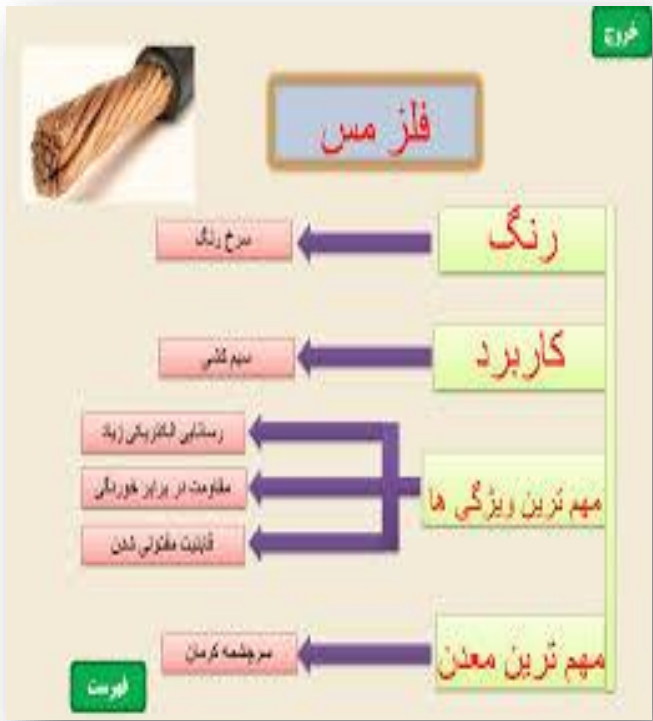 خروج
فلز مس
رنگ
سرخ رنگ
کاربرد
سیم کشی
مهم ترین ویژگی ها
رسانایی الکتریکی زیاد
مقاومت در برابر خوردگی
قابلیت مفتولی شدن
مهم ترین معدن
سرچشمه کرمان
فهرست